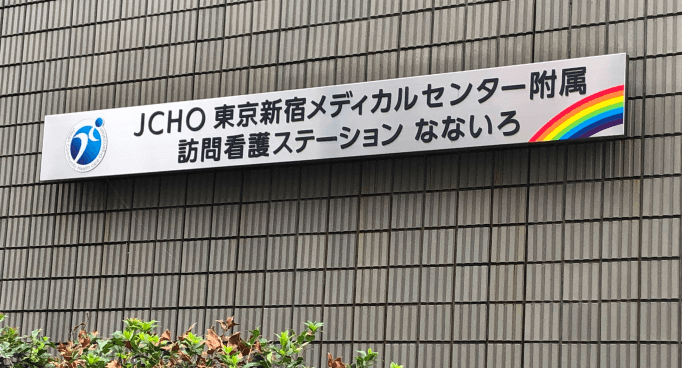 JCHO 東京新宿メディカルセンター附属
訪問看護ステーション なないろ